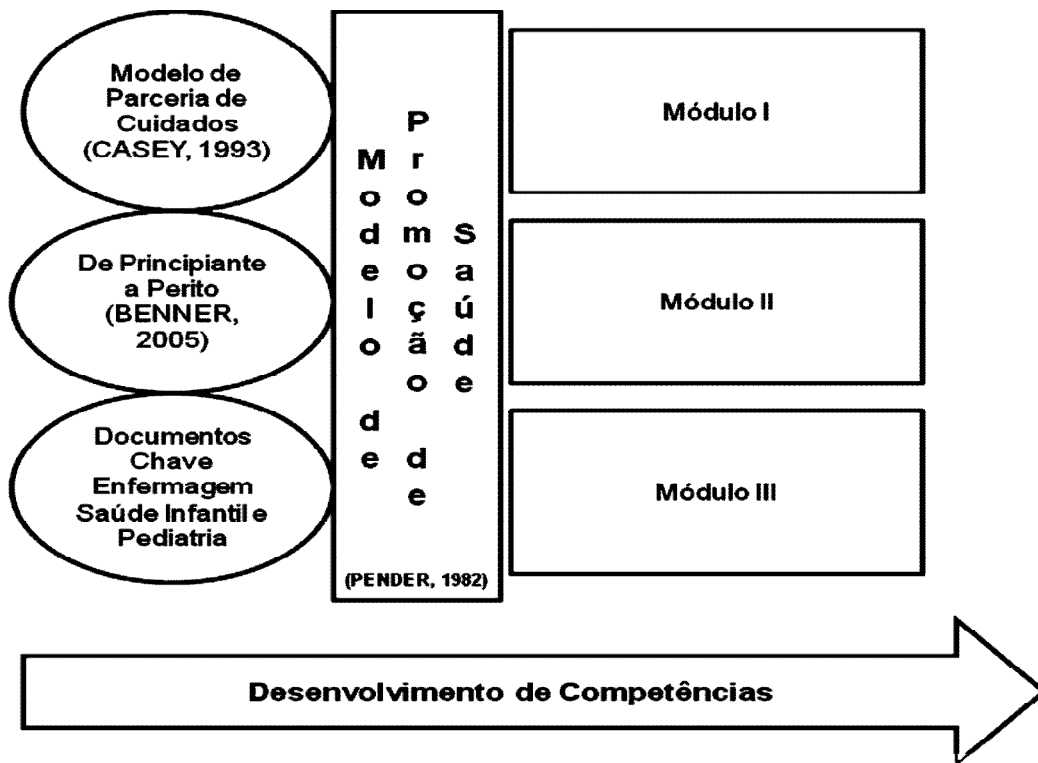 Modelo de
Parceria de
Cuidados
(CASEY, 1993)
De Principiante
a Perito
(BENNER,
2005)
Documentos
Chave
Enfermagem
Saúde Infantil e
Pediatria
Modelo de
Promoção de
Saúde
(PENDER, 1982)
Módulo I
Módulo II
Módulo III
Desenvolvimento de Competências